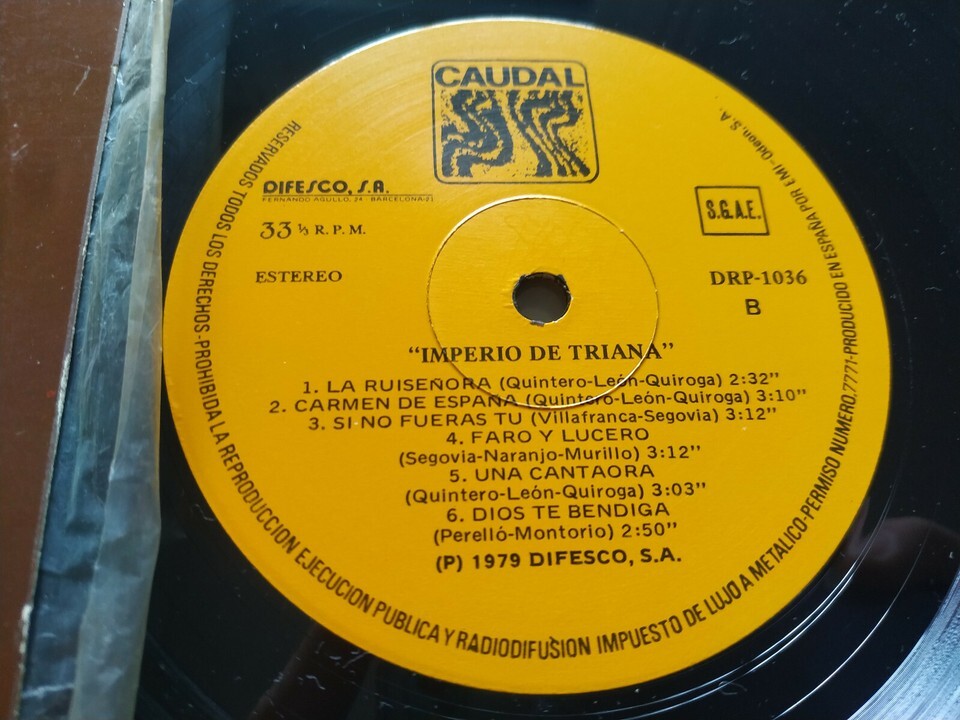 CAUDAL
DIFESCO, S.A.
FERNANDO AGULLO, 24 - BARCELONA-21
33 ⅓ R. P. M.
ESTEREO
S.G.A.E.
DRP-1036
B
"IMPERIO DE TRIANA"
1. LA RUISEÑORA (Quintero-León-Quiroga) 2:32"
2. CARMEN DE ESPAÑA (Quintero-León-Quiroga) 3:10"
3. SI NO FUERAS TU (Villafranca-Segovia) 3:12"
4. FARO Y LUCERO
(Segovia-Naranjo-Murillo) 3:12"
5. UNA CANTAORA
(Quintero-León-Quiroga) 3:03"
6. DIOS TE BENDIGA
(Perelló-Montorio) 2:50"
(P) 1979 DIFESCO, S.A.
RESERVADOS TODOS LOS DERECHOS-PROHIBIDA LA REPRODUCCION EJECUCION PUBLICA Y RADIODIFUSION IMPUESTO DE LUJO A METALICO-PERMISO NUMERO,7771-PRODUCIDO EN ESPAÑA POR EMI-Odeon, S. A.